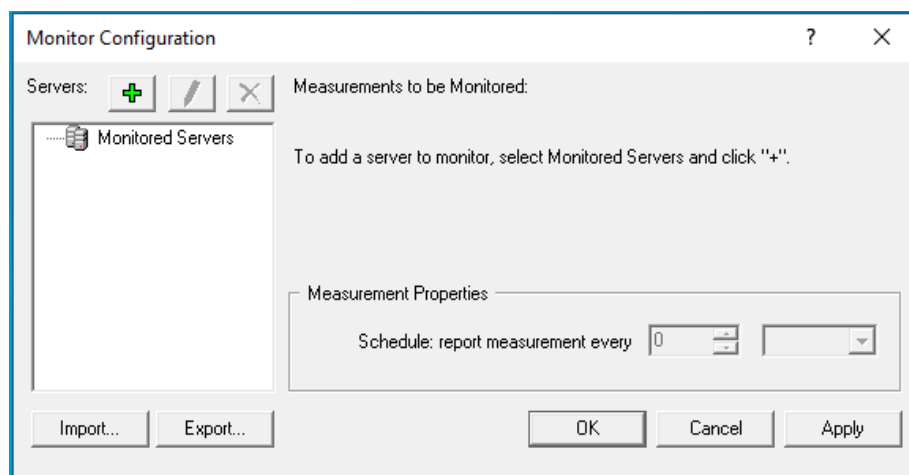 Monitor Configuration
Servers:
Measurements to be Monitored:
Monitored Servers
To add a server to monitor, select Monitored Servers and click "+".
Measurement Properties
Schedule: report measurement every 0
Import... Export... OK Cancel Apply